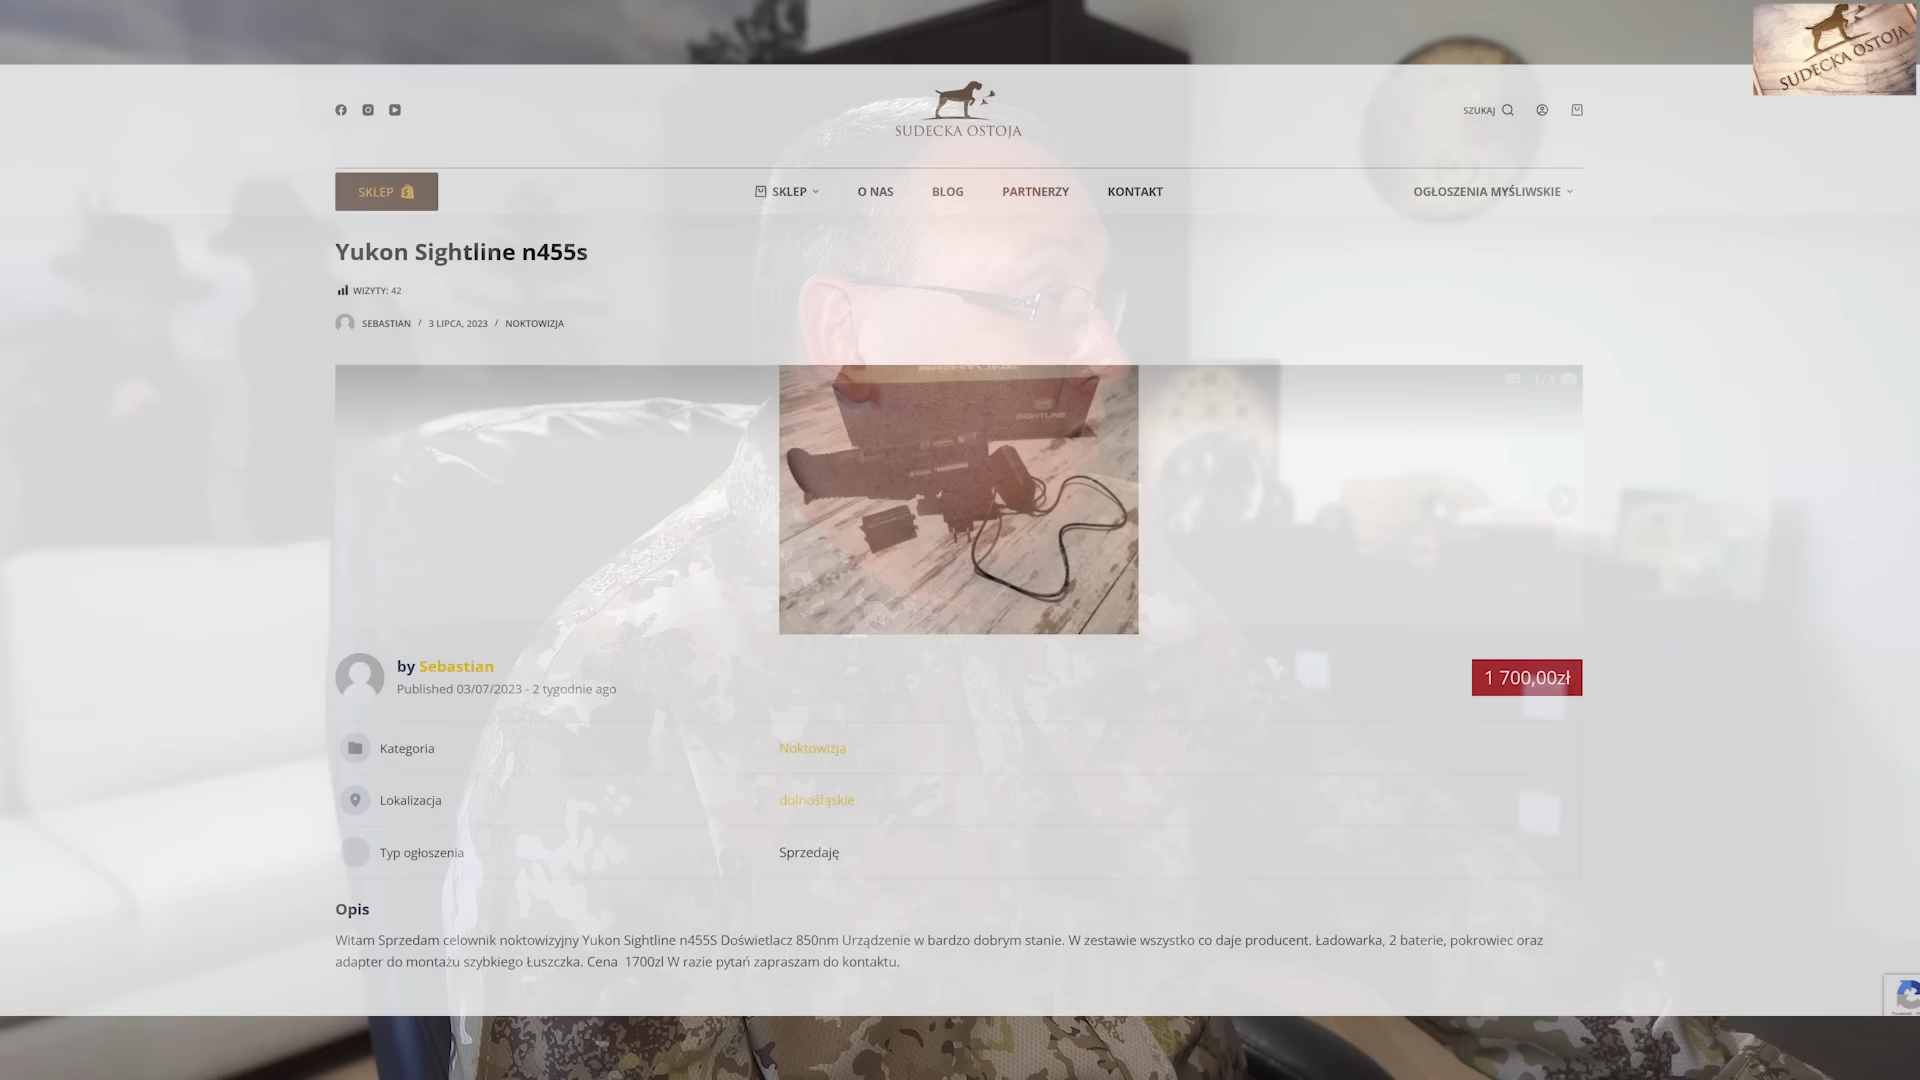 SUDECKA OSTOJA
SUDECKA OSTOJA
SZUKAJ
SKLEP
SKLEP
O NAS
BLOG
PARTNERZY
KONTAKT
OGŁOSZENIA MYŚLIWSKIE
Yukon Sightline n455s
WIZYTY: 42
SEBASTIAN / 3 LIPCA, 2023 / NOKTOWIZJA
SIGHTLINE
SIGHTLINE
1/3
by Sebastian
Published 03/07/2023 - 2 tygodnie ago
1 700,00zł
Kategoria
Noktowizja
Lokalizacja
dolnośląskie
Typ ogłoszenia
Sprzedaję
Opis
Witam Sprzedam celownik noktowizyjny Yukon Sightline n455S Doświetlacz 850nm Urządzenie w bardzo dobrym stanie. W zestawie wszystko co daje producent. Ładowarka, 2 baterie, pokrowiec oraz
adapter do montażu szybkiego Łuszczka. Cena 1700zl W razie pytań zapraszam do kontaktu.